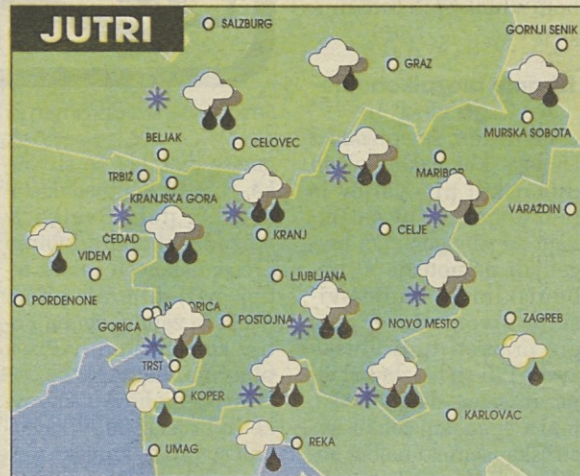 JUTRI
SALZBURG
GORNJI SENIK
GRAZ
MURSKA SOBOTA
BELJAK
CELOVEC
TRBIŽ
MARIBOR
KRANJSKA GORA
VARAŽDIN
ČEDAD
KRANJ
CELJE
VIDEM
LJUBLJANA
PORDENONE
GORICA
POSTOJNA
NOVO MESTO
ZAGREB
TRST
KOPER
KARLOVAC
UMAG
REKA